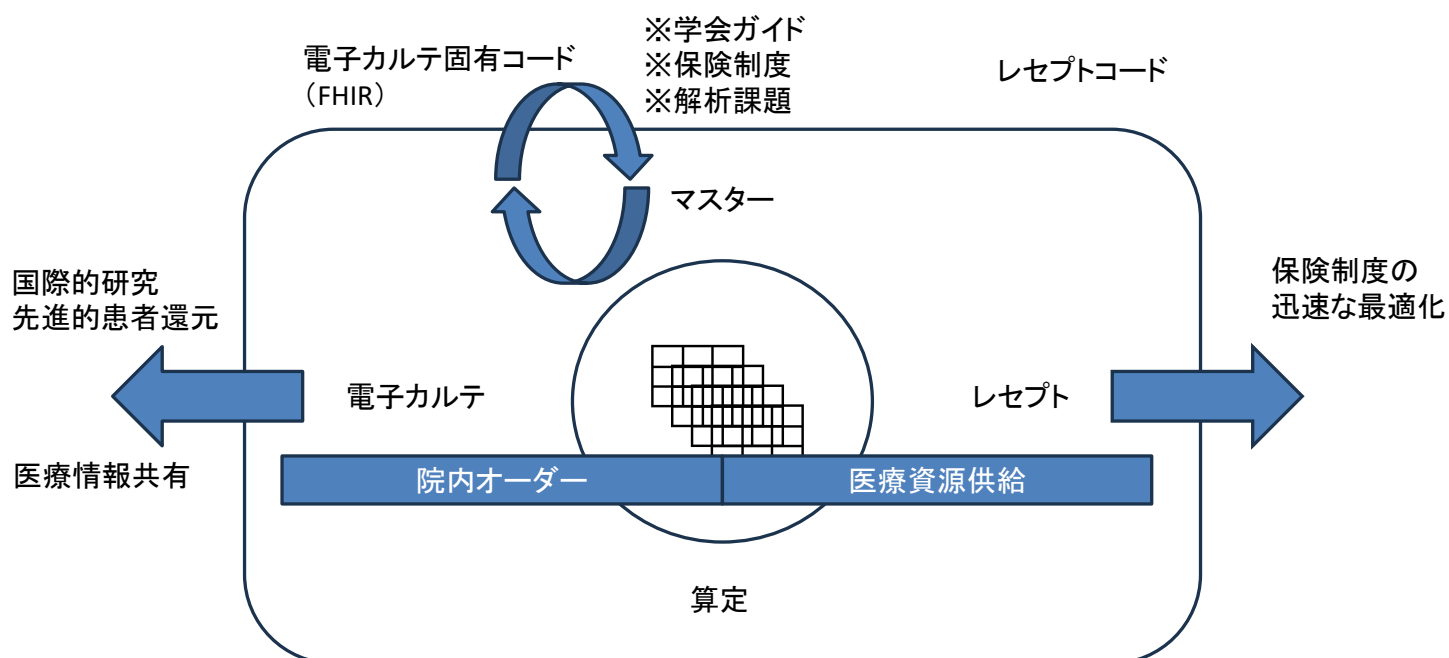 ※学会ガイド
※保険制度
※解析課題
電子カルテ固有コード
（FHIR）
レセプトコード
マスター
国際的研究
先進的患者還元
保険制度の
迅速な最適化
電子カルテ
レセプト
医療情報共有
院内オーダー
医療資源供給
算定